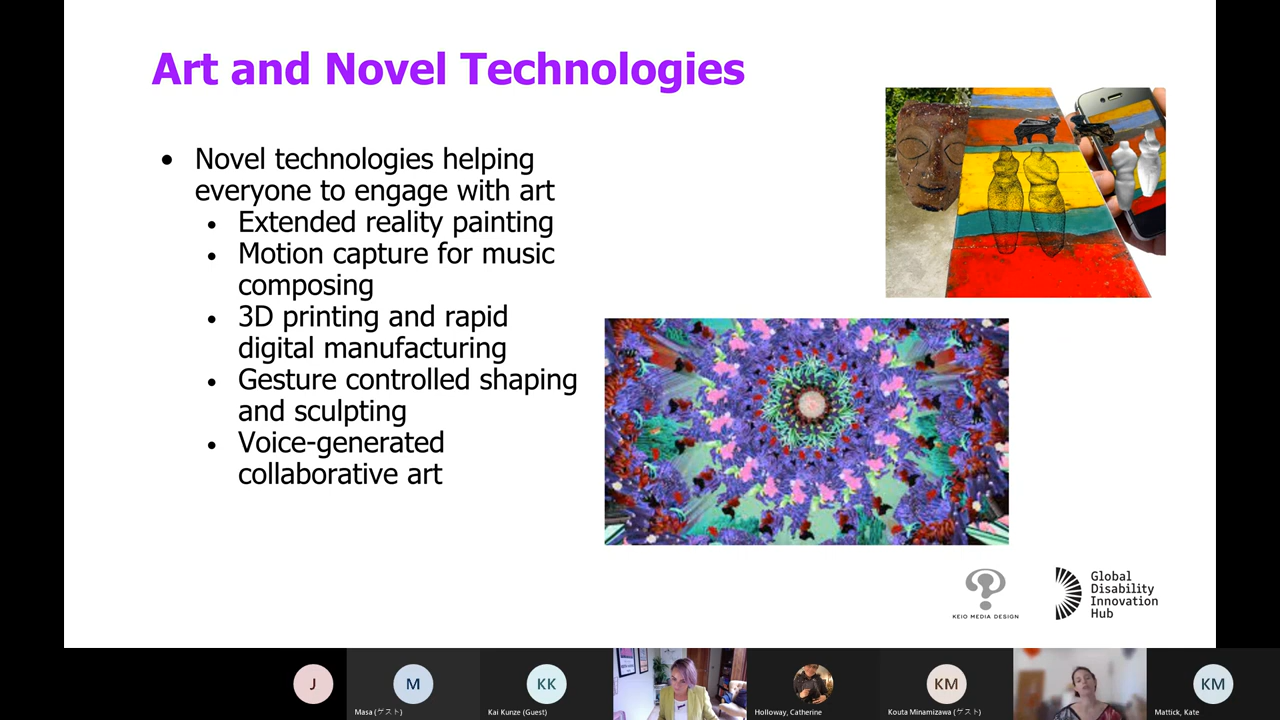 Art and Novel Technologies
• Novel technologies helping
everyone to engage with art
• Extended reality painting
• Motion capture for music
composing
• 3D printing and rapid
digital manufacturing
• Gesture controlled shaping
and sculpting
• Voice-generated
collaborative art
KEIO MEDIA DESIGN
Global
Disability
Innovation
Hub
J
M
KK
KM
KM
Masa (ゲスト)
Kai Kunze (Guest)
Holloway, Catherine
Kouta Minamizawa (ゲスト)
Mattick, Kate